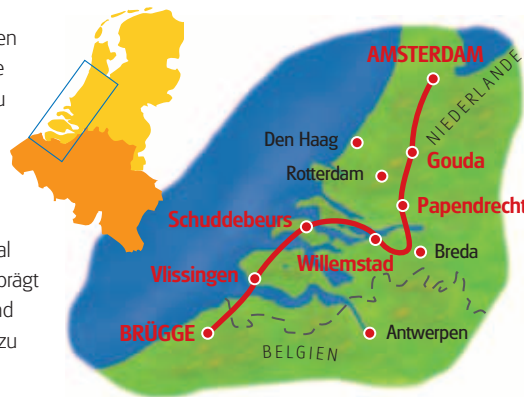 en
e
u
al
prägt
nd
zu
AMSTERDAM
NIEDERLANDE
Den Haag
Gouda
Rotterdam
Papendrecht
Schuddebeurs
Willemstad
Breda
Vlissingen
BRÜGGE
Antwerpen
BELGIEN